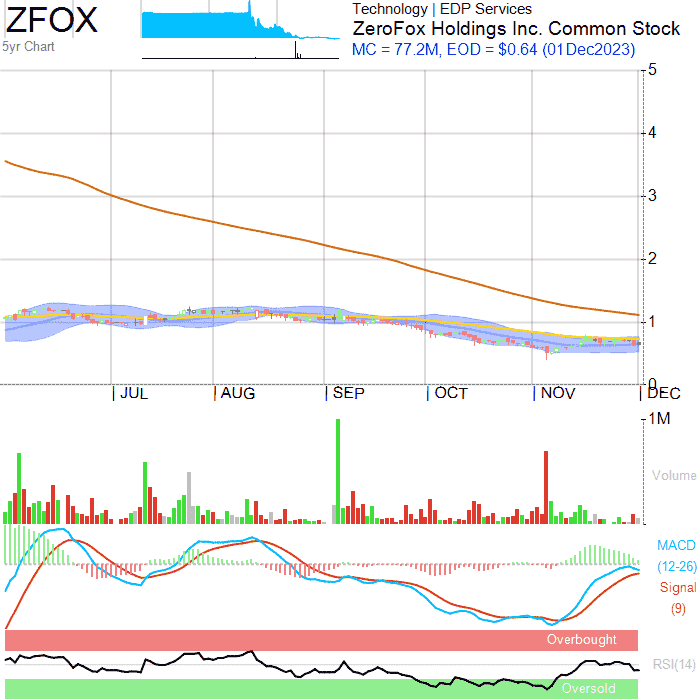 ZFOX
5yr Chart
Technology | EDP Services
ZeroFox Holdings Inc. Common Stock
MC = 77.2M, EOD = $0.64 (01Dec2023)
5
4
3
2
1
0
| JUL | AUG | SEP | OCT | NOV | DEC
1M
Volume
MACD
(12-26)
Signal
(9)
Overbought
RSI(14)
Oversold